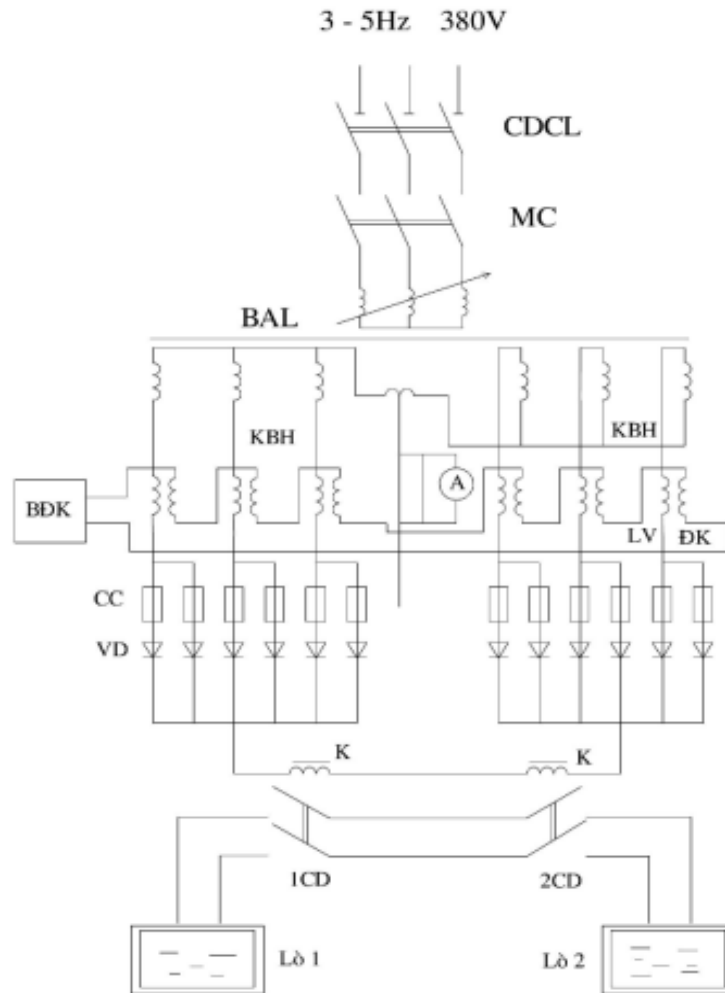 3 - 5Hz 380V
CDCL
MC
BAL
KBH KBH
A
BĐK
LV ĐK
CC
VD
K K
1CD 2CD
Lò 1 Lò 2